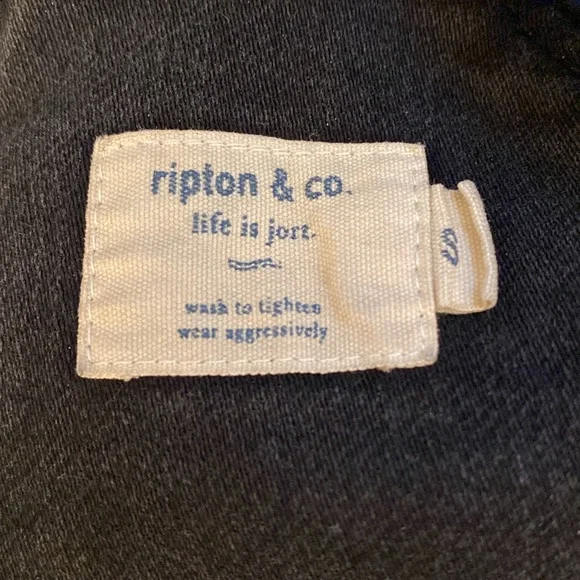 ripton & co.
life is jort.
wash to tighten
wear aggressively